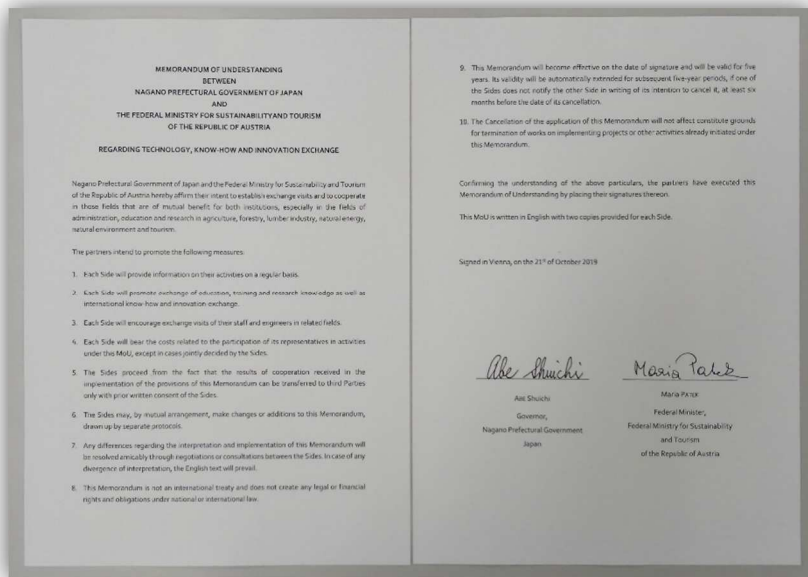 MEMORANDUM OF UNDERSTANDING
BETWEEN
NAGANO PREFECTURAL GOVERNMENT OF JAPAN
AND
THE FEDERAL MINISTRY FOR SUSTAINABILITYAND TOURISM
OF THE REPUBLIC OF AUSTRIA
REGARDING TECHNOLOGY, KNOW-HOW AND INNOVATION EXCHANGE
Nagano Prefectural Government of Japan and the Federal Ministry for Sustainability and Tourism
of the Republic of Austria hereby affirm their intent to establish exchange visits and to cooperate
in those fields that are of mutual benefit for both institutions, especially in the fields of
administration, education and research in agriculture, forestry, lumber industry, natural energy,
natural environment and tourism.
The partners intend to promote the following measures:
1. Each Side will provide information on their activities on a regular basis.
2. Each Side will promote exchange of education, training and research knowledge as well as
international know-how and innovation exchange.
3. Each Side will encourage exchange visits of their staff and engineers in related fields.
4. Each Side will bear the costs related to the participation of its representatives in activities
under this MoU, except in cases jointly decided by the Sides.
5. The Sides proceed from the fact that the results of cooperation received in the
implementation of the provisions of this Memorandum can be transferred to third Parties
only with prior written consent of the Sides.
6. The Sides may, by mutual arrangement, make changes or additions to this Memorandum,
drawn up by separate protocols.
7. Any differences regarding the interpretation and implementation of this Memorandum will
be resolved amicably through negotiations or consultations between the Sides. In case of any
divergence of interpretation, the English text will prevail.
8. This Memorandum is not an international treaty and does not create any legal or financial
rights and obligations under national or international law.
9. This Memorandum will become effective on the date of signature and will be valid for five
years. Its validity will be automatically extended for subsequent five-year periods, if one of
the Sides does not notify the other Side in writing of its intention to cancel it, at least six
months before the date of its cancellation.
10. The Cancellation of the application of this Memorandum will not affect constitute grounds
for termination of works on implementing projects or other activities already initiated under
this Memorandum.
Confirming the understanding of the above particulars, the partners have executed this
Memorandum of Understanding by placing their signatures thereon.
This MoU is written in English with two copies provided for each Side.
Signed in Vienna, on the 21st of October 2019
Abe Shuichi
Maria Patek
ABE Shuichi
Governor,
Nagano Prefectural Government
Japan
Maria PATEK
Federal Minister,
Federal Ministry for Sustainability
and Tourism
of the Republic of Austria